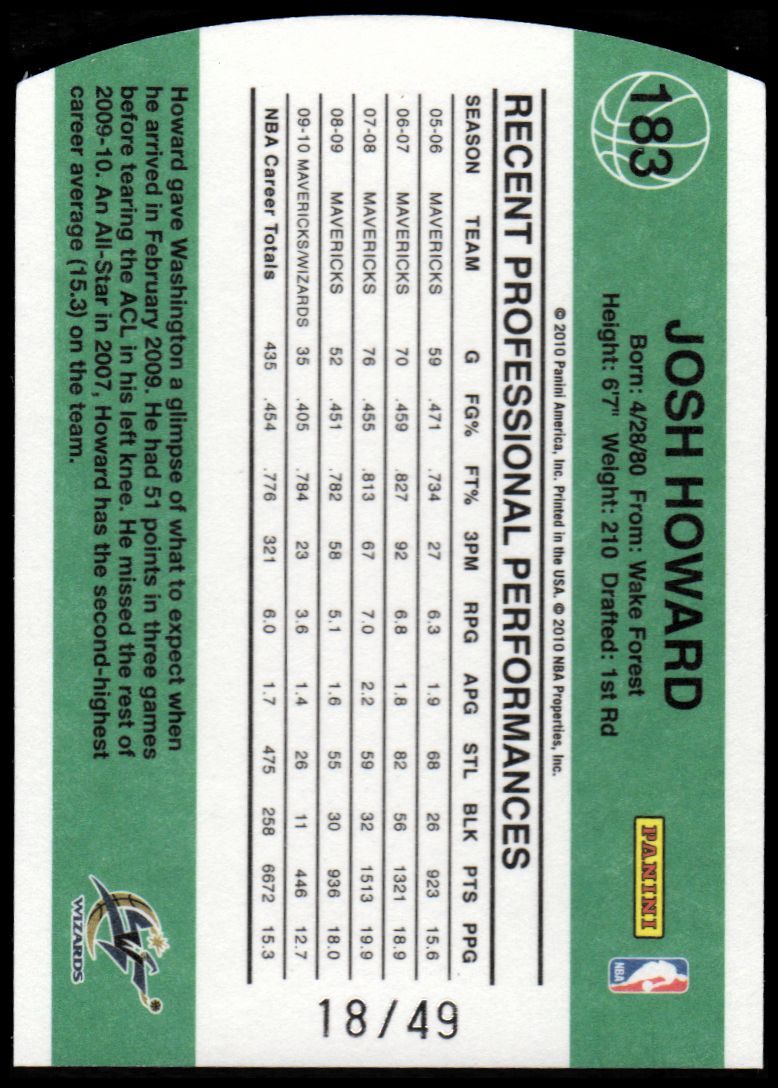 183
JOSH HOWARD
Born: 4/28/80 From: Wake Forest
Height: 6'7" Weight: 210 Drafted: 1st Rd
PANINI
NBA
© 2010 Panini America, Inc. Printed in the USA. © 2010 NBA Properties, Inc.
RECENT PROFESSIONAL PERFORMANCES
SEASON TEAM G FG% FT% 3PM RPG APG STL BLK PTS PPG
05-06 MAVERICKS 59 .471 .734 27 6.3 1.9 68 26 923 15.6
06-07 MAVERICKS 70 .459 .827 92 6.8 1.8 82 56 1321 18.9
07-08 MAVERICKS 76 .455 .813 67 7.0 2.2 59 32 1513 19.9
08-09 MAVERICKS 52 .451 .782 58 5.1 1.6 55 30 936 18.0
09-10 MAVERICKS/WIZARDS 35 .405 .784 23 3.6 1.4 26 11 446 12.7
NBA Career Totals 435 .454 .776 321 6.0 1.7 475 258 6672 15.3
18/49
Howard gave Washington a glimpse of what to expect when
he arrived in February 2009. He had 51 points in three games
before tearing the ACL in his left knee. He missed the rest of
2009-10. An All-Star in 2007, Howard has the second-highest
career average (15.3) on the team.
WIZARDS